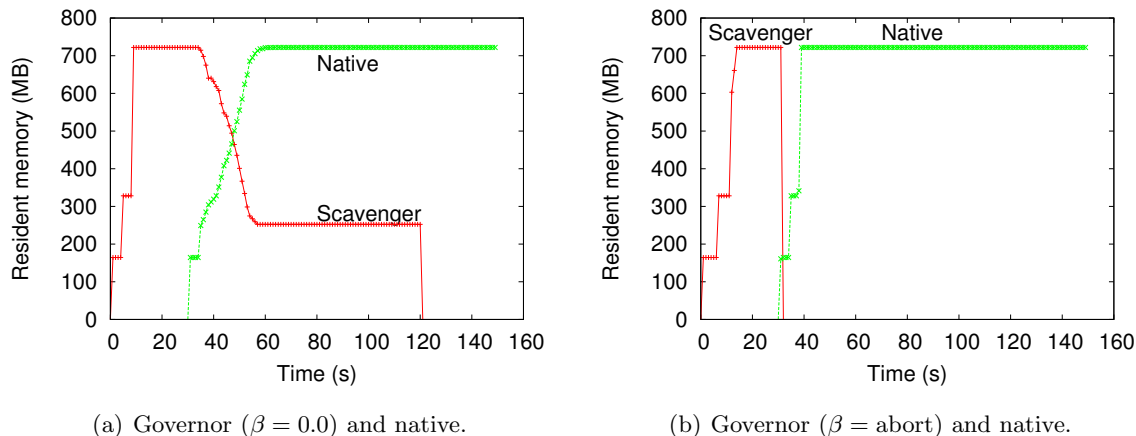 800
700
600
500
400
300
200
100
0
Resident memory (MB)
Native
Scavenger
0 20 40 60 80 100 120 140 160
Time (s)
(a) Governor (β = 0.0) and native.
800
700
600
500
400
300
200
100
0
Resident memory (MB)
Scavenger Native
0 20 40 60 80 100 120 140 160
Time (s)
(b) Governor (β = abort) and native.